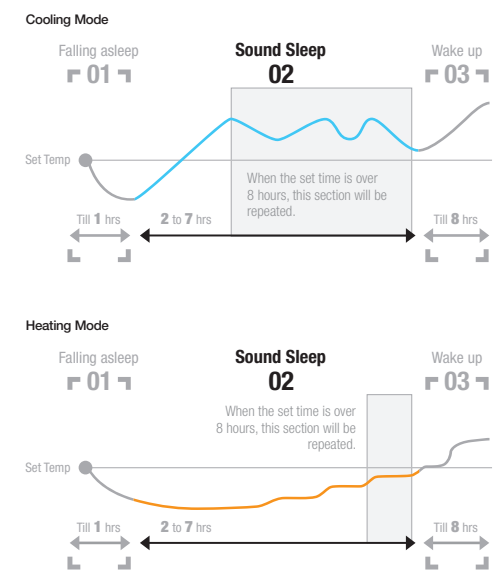 Cooling Mode
Falling asleep
01
Sound Sleep
02
Wake up
03
Set Temp
When the set time is over
8 hours, this section will be
repeated.
Till 1 hrs
2 to 7 hrs
Till 8 hrs
Heating Mode
Falling asleep
01
Sound Sleep
02
Wake up
03
When the set time is over
8 hours, this section will be
repeated.
Set Temp
Till 1 hrs
2 to 7 hrs
Till 8 hrs